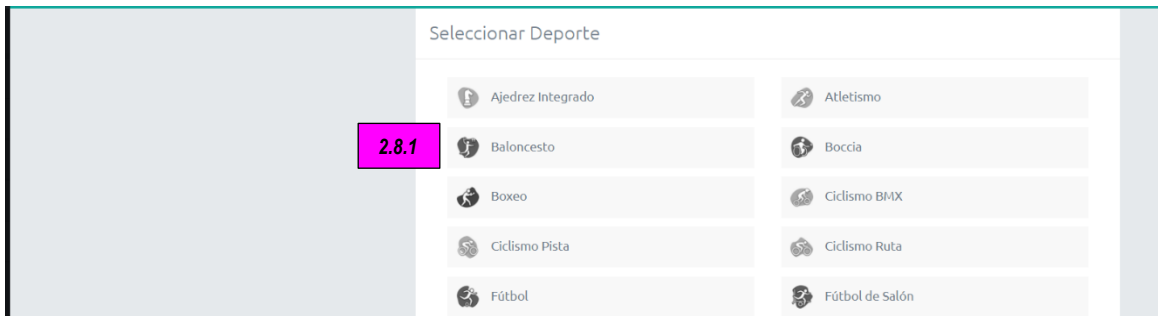 Seleccionar Deporte
Ajedrez Integrado
Atletismo
2.8.1
Baloncesto
Boccia
Boxeo
Ciclismo BMX
Ciclismo Pista
Ciclismo Ruta
Fútbol
Fútbol de Salón